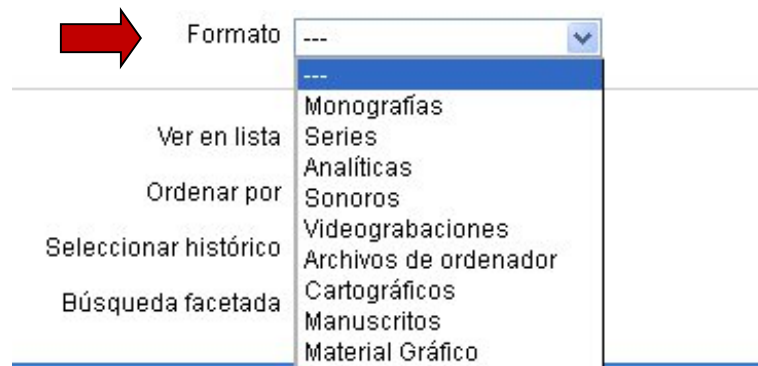 Formato ---
---
Monografías
Ver en lista Series
Analíticas
Ordenar por Sonoros
Videograbaciones
Seleccionar histórico Archivos de ordenador
Búsqueda facetada Cartográficos
Manuscritos
Material Gráfico